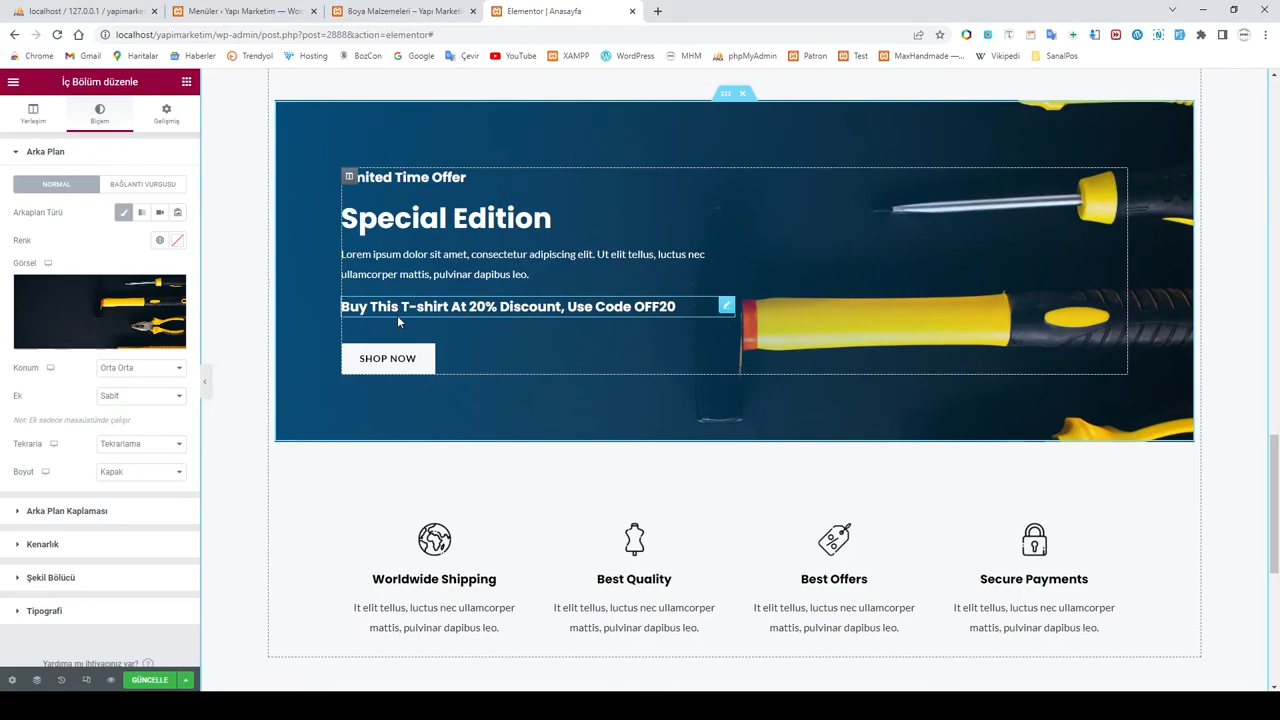 localhost / 127.0.0.1 / yapimarket
Menüler ‹ Yapı Marketim — Wor
Boya Malzemeleri – Yapı Marketim
Elementor | Anasayfa
localhost/yapimarketim/wp-admin/post.php?post=2888&action=elementor#
Chrome
Gmail
Haritalar
Haberler
Trendyol
Hosting
BozCon
Google
Çevir
YouTube
XAMPP
WordPress
MHM
phpMyAdmin
Patron
Test
MaxHandmade — ...
Vikipedi
SanalPos
İç Bölüm düzenle
Yerleşim
Biçem
Gelişmiş
Arka Plan
NORMAL
BAĞLANTI VURGUSU
Arkaplan Türü
Renk
Görsel
Konum
Orta Orta
Ek
Sabit
Not: Ek sadece masaüstünde çalışır.
Tekrarla
Tekrarlama
Boyut
Kapak
Arka Plan Kaplaması
Kenarlık
Şekil Bölücü
Tipografi
Yardıma mı ihtiyacınız var?
GÜNCELLE
mited Time Offer
Special Edition
Lorem ipsum dolor sit amet, consectetur adipiscing elit. Ut elit tellus, luctus nec
ullamcorper mattis, pulvinar dapibus leo.
Buy This T-shirt At 20% Discount, Use Code OFF20
SHOP NOW
Worldwide Shipping
It elit tellus, luctus nec ullamcorper
mattis, pulvinar dapibus leo.
Best Quality
It elit tellus, luctus nec ullamcorper
mattis, pulvinar dapibus leo.
Best Offers
It elit tellus, luctus nec ullamcorper
mattis, pulvinar dapibus leo.
Secure Payments
It elit tellus, luctus nec ullamcorper
mattis, pulvinar dapibus leo.